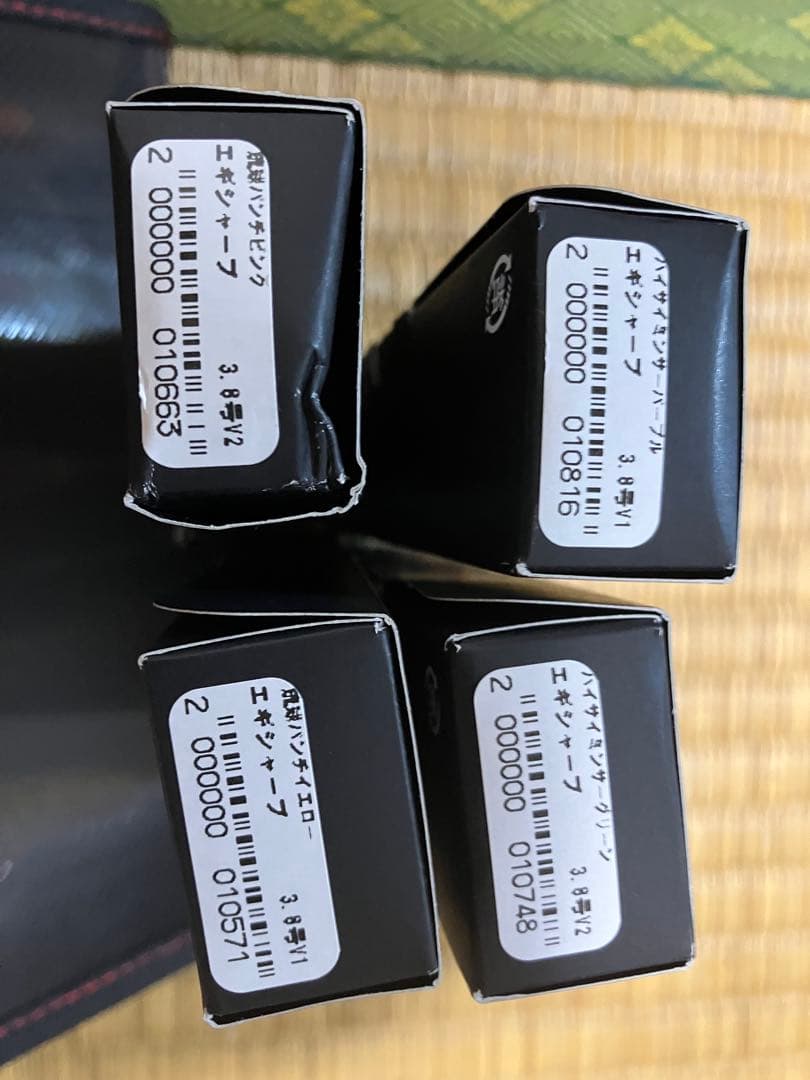 琉球パンチピンク
エギシャープ
3.8号V2
2 000000 010663
ハイサイミンサーパープル
エギシャープ
3.8号V1
2 000000 010816
琉球パンチイエロー
エギシャープ
3.8号V1
2 000000 010571
ハイサイミンサーグリーン
エギシャープ
3.8号V2
2 000000 010748